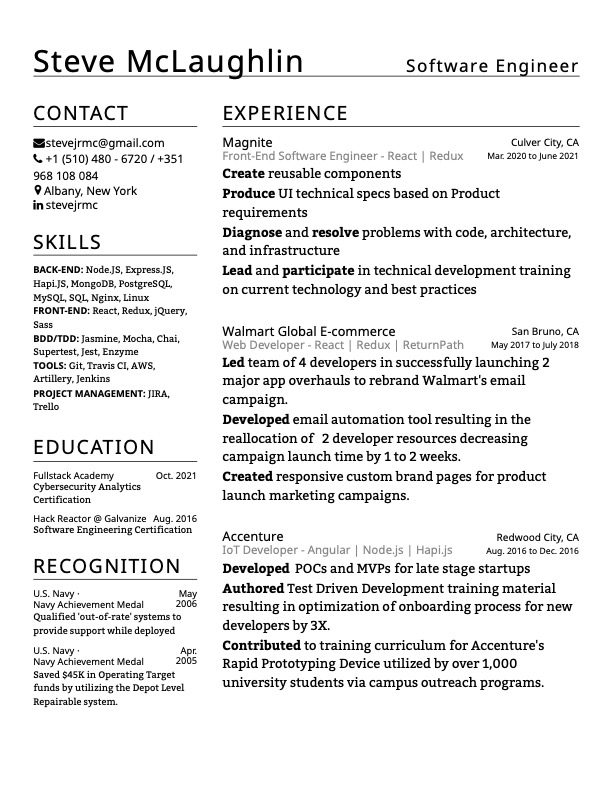 Steve McLaughlin
Software Engineer
CONTACT
stevejrmc@gmail.com
+1 (510) 480 - 6720 / +351
968 108 084
Albany, New York
stevejrmc
SKILLS
BACK-END: Node.JS, Express.JS,
Hapi.JS, MongoDB, PostgreSQL,
MySQL, SQL, Nginx, Linux
FRONT-END: React, Redux, jQuery,
Sass
BDD/TDD: Jasmine, Mocha, Chai,
Supertest, Jest, Enzyme
TOOLS: Git, Travis CI, AWS,
Artillery, Jenkins
PROJECT MANAGEMENT: JIRA,
Trello
EDUCATION
Fullstack Academy Oct. 2021
Cybersecurity Analytics
Certification
Hack Reactor @ Galvanize Aug. 2016
Software Engineering Certification
RECOGNITION
U.S. Navy · May
Navy Achievement Medal 2006
Qualified 'out-of-rate' systems to
provide support while deployed
U.S. Navy · Apr.
Navy Achievement Medal 2005
Saved $45K in Operating Target
funds by utilizing the Depot Level
Repairable system.
EXPERIENCE
Magnite Culver City, CA
Front-End Software Engineer - React | Redux Mar. 2020 to June 2021
Create reusable components
Produce UI technical specs based on Product
requirements
Diagnose and resolve problems with code, architecture,
and infrastructure
Lead and participate in technical development training
on current technology and best practices
Walmart Global E-commerce San Bruno, CA
Web Developer - React | Redux | ReturnPath May 2017 to July 2018
Led team of 4 developers in successfully launching 2
major app overhauls to rebrand Walmart's email
campaign.
Developed email automation tool resulting in the
reallocation of 2 developer resources decreasing
campaign launch time by 1 to 2 weeks.
Created responsive custom brand pages for product
launch marketing campaigns.
Accenture Redwood City, CA
IoT Developer - Angular | Node.js | Hapi.js Aug. 2016 to Dec. 2016
Developed POCs and MVPs for late stage startups
Authored Test Driven Development training material
resulting in optimization of onboarding process for new
developers by 3X.
Contributed to training curriculum for Accenture's
Rapid Prototyping Device utilized by over 1,000
university students via campus outreach programs.